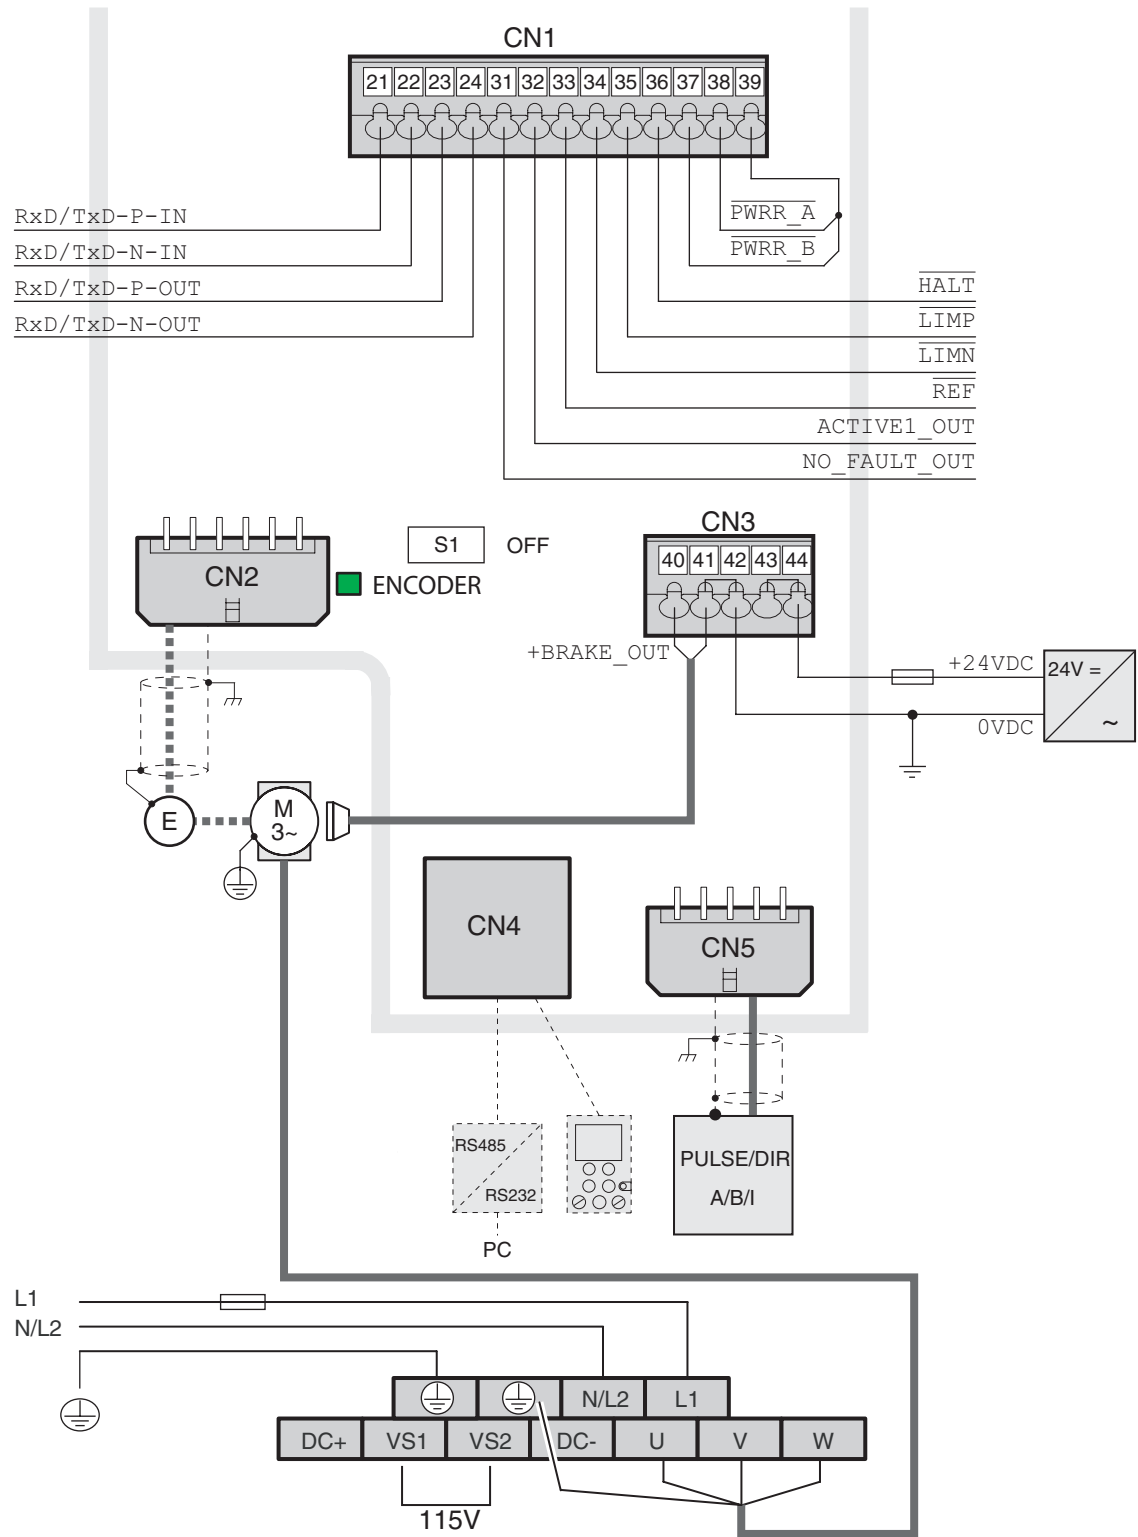 CN1
21 22 23 24 31 32 33 34 35 36 37 38 39
RxD/TxD-P-IN
PWRR_A
RxD/TxD-N-IN
PWRR_B
RxD/TxD-P-OUT
HALT
RxD/TxD-N-OUT
LIMP
LIMN
REF
ACTIVE1_OUT
NO_FAULT_OUT
CN3
S1 OFF
40 41 42 43 44
CN2
ENCODER
+BRAKE_OUT
+24VDC
24V =
~
0VDC
E
M
3~
CN4
CN5
RS485
RS232
PC
PULSE/DIR
A/B/I
L1
N/L2
N/L2 L1
DC+ VS1 VS2 DC- U V W
115V